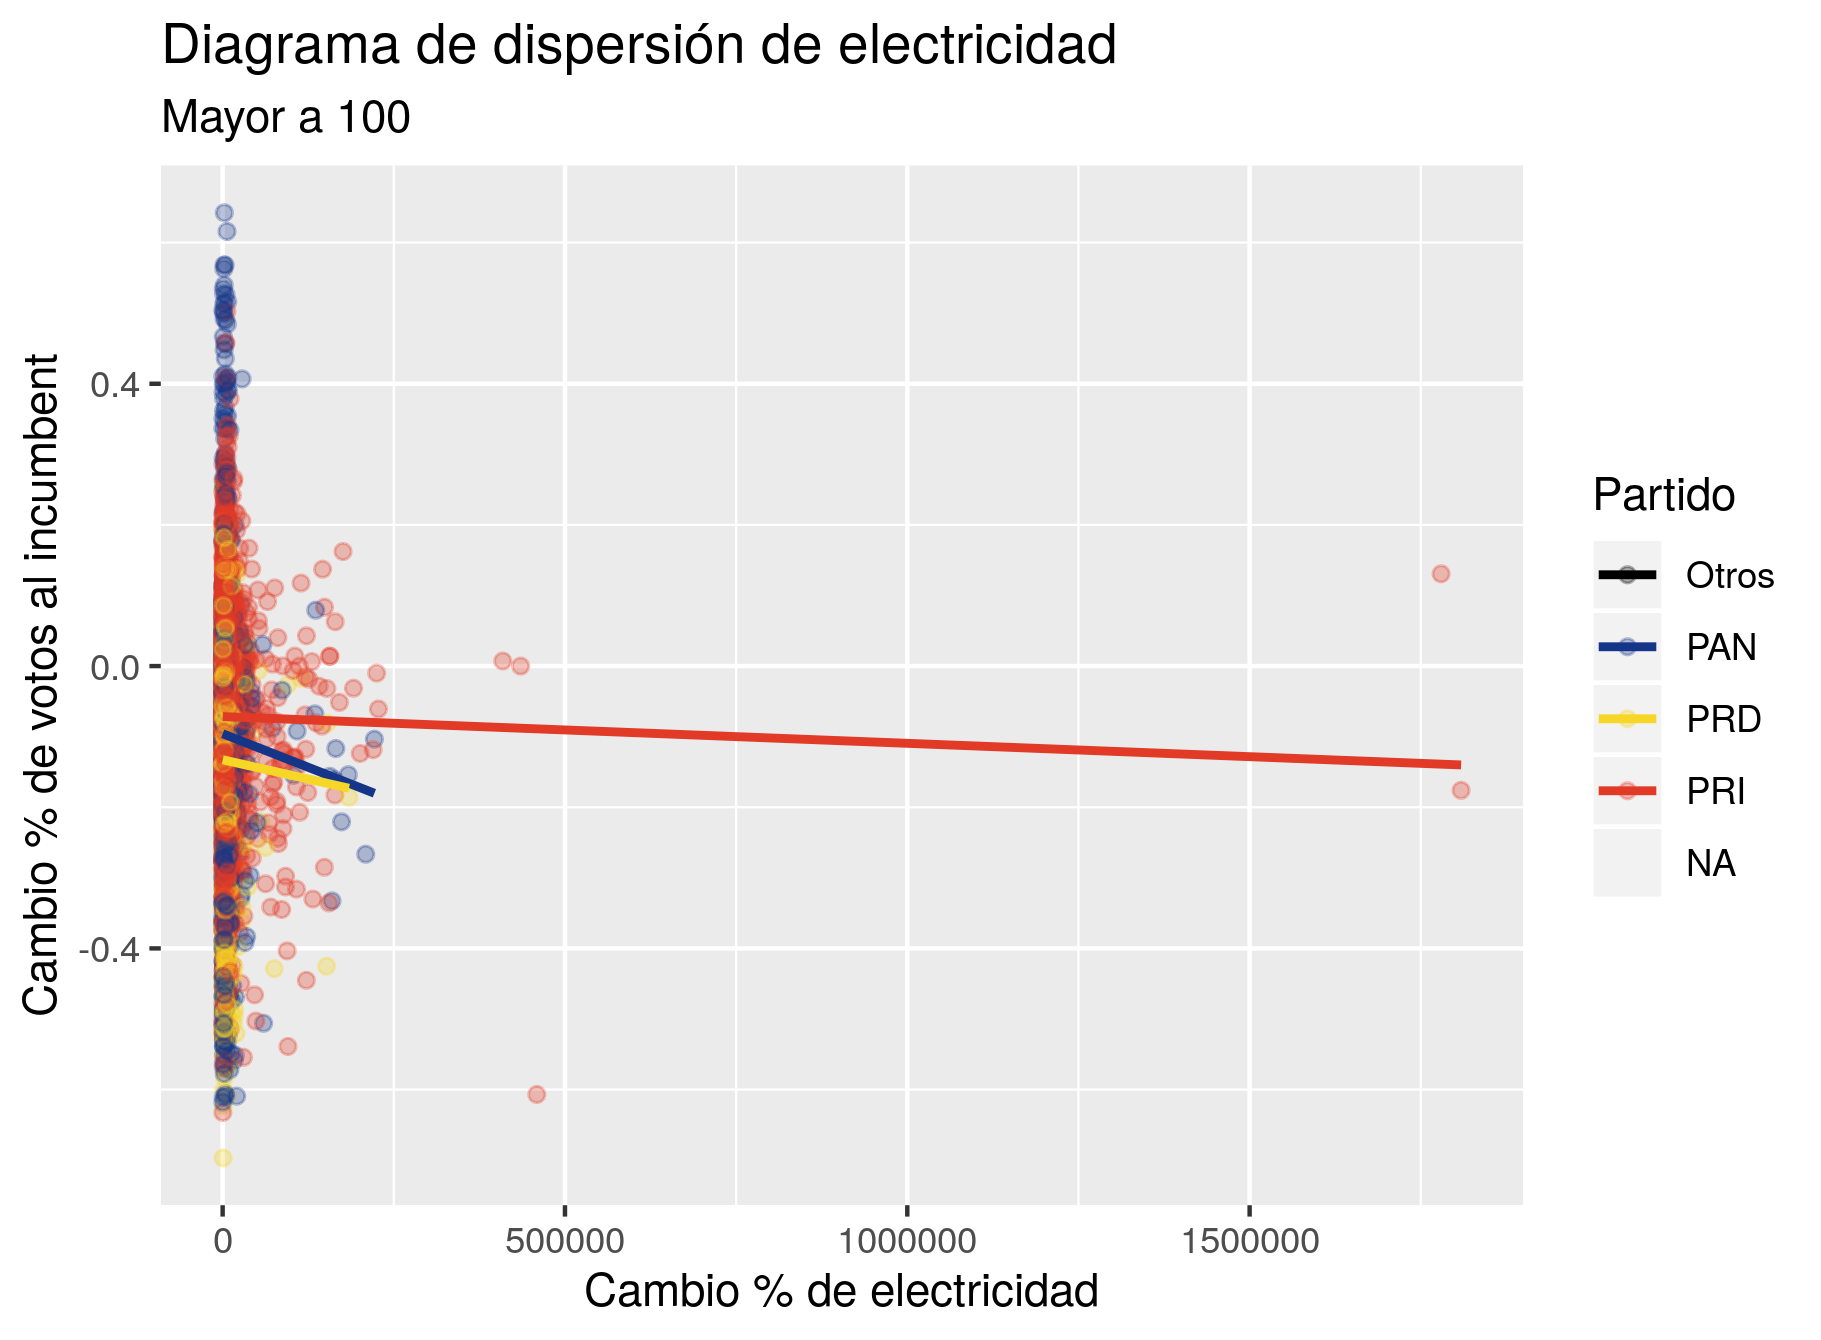 Diagrama de dispersión de electricidad
Mayor a 100
Cambio % de votos al incumbent
0.4
0.0
-0.4
0
500000
1000000
1500000
Cambio % de electricidad
Partido
Otros
PAN
PRD
PRI
NA